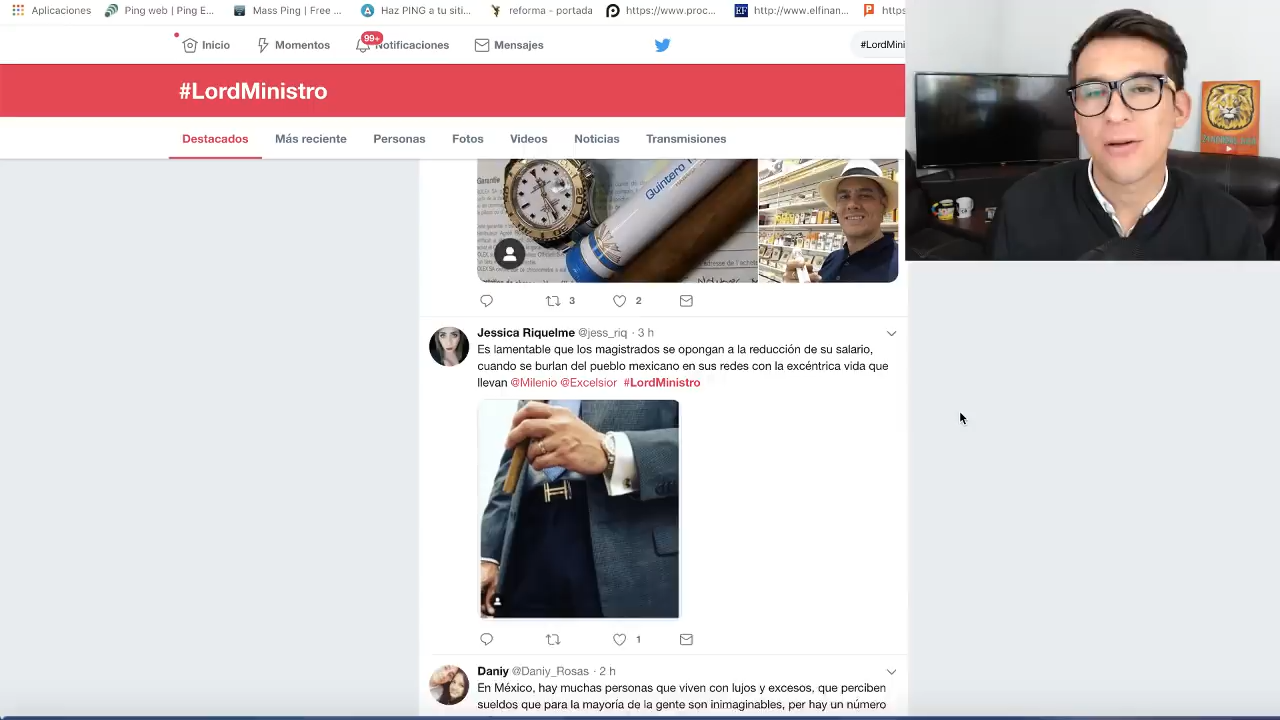 Aplicaciones
Ping web | Ping E...
Mass Ping | Free ...
Haz PING a tu siti...
reforma - portada
https://www.proc...
http://www.elfinan...
https
Inicio
Momentos
99+
Notificaciones
Mensajes
#LordMini
#LordMinistro
Destacados
Más reciente
Personas
Fotos
Videos
Noticias
Transmisiones
Garantie
Quintero
3
2
Jessica Riquelme @jess_riq · 3 h
Es lamentable que los magistrados se opongan a la reducción de su salario,
cuando se burlan del pueblo mexicano en sus redes con la excéntrica vida que
llevan @Milenio @Excelsior #LordMinistro
1
Daniy @Daniy_Rosas · 2 h
En México, hay muchas personas que viven con lujos y excesos, que perciben
sueldos que para la mayoría de la gente son inimaginables, per hay un número